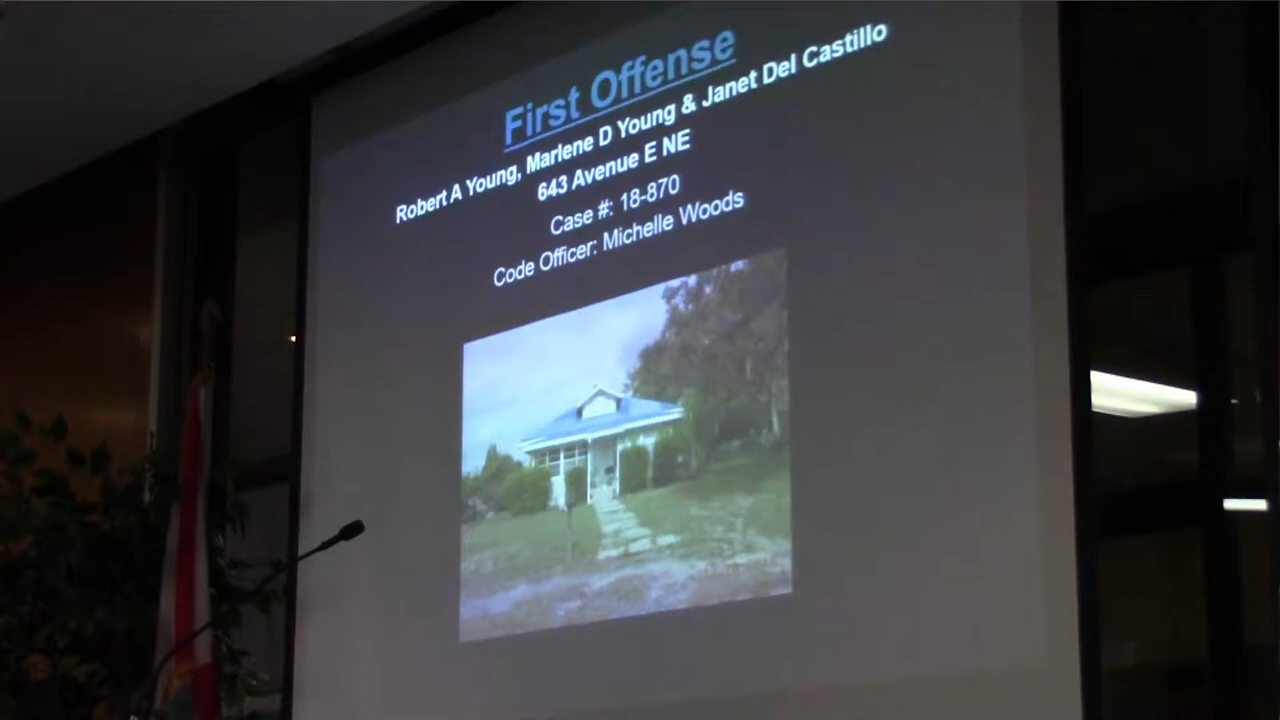 First Offense
Robert A Young, Marlene D Young & Janet Del Castillo
643 Avenue E NE
Case #: 18-870
Code Officer: Michelle Woods